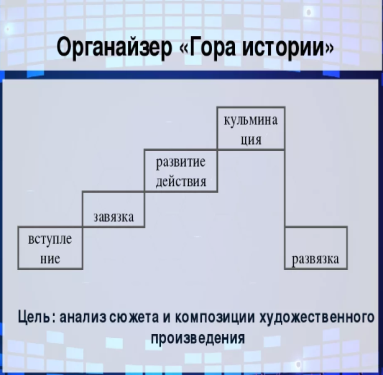 Органайзер «Гора истории»
кульмина
ция
развитие
действия
завязка
вступле
ние
развязка
Цель: анализ сюжета и композиции художественного
произведения